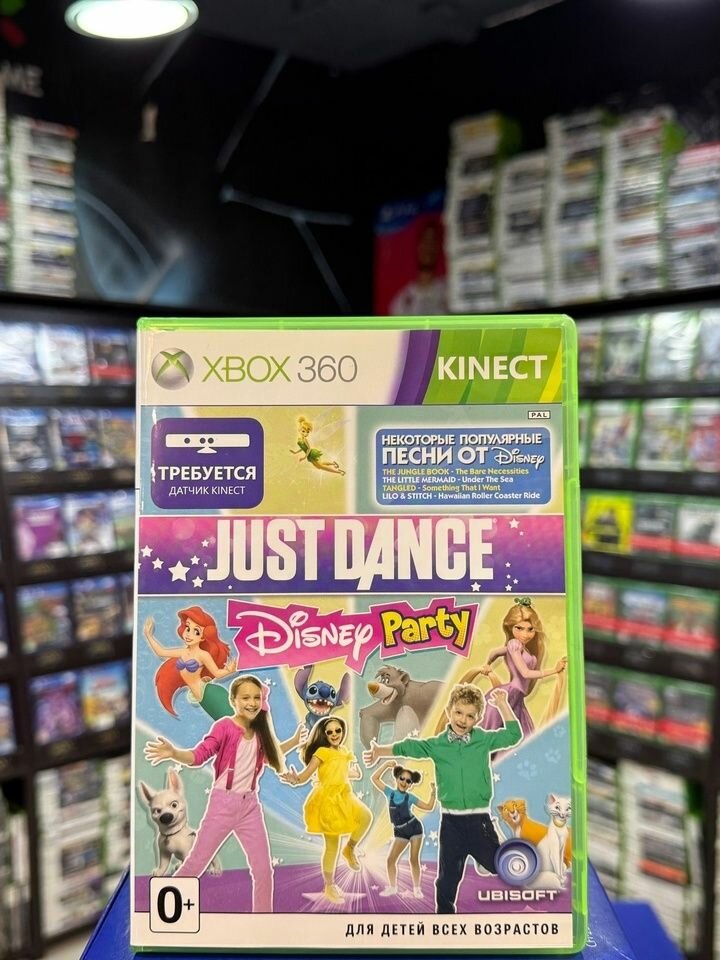 XBOX 360
KINECT
PAL
ТРЕБУЕТСЯ
ДАТЧИК KINECT
НЕКОТОРЫЕ ПОПУЛЯРНЫЕ
ПЕСНИ ОТ Disney
THE JUNGLE BOOK - The Bare Necessities
THE LITTLE MERMAID - Under The Sea
TANGLED - Something That I Want
LILO & STITCH - Hawaiian Roller Coaster Ride
JUST DANCE
Disney Party
0+
UBISOFT
ДЛЯ ДЕТЕЙ ВСЕХ ВОЗРАСТОВ